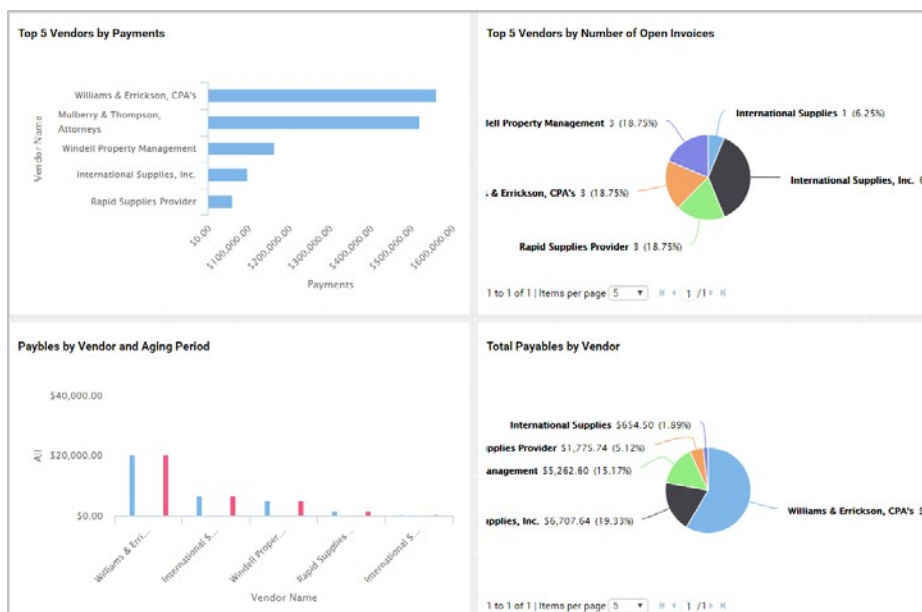 Top 5 Vendors by Payments
Vendor Name
Williams & Errickson, CPA's
Mulberry & Thompson,
Attorneys
Windell Property Management
International Supplies, Inc.
Rapid Supplies Provider
$0.00
$100,000.00
$200,000.00
$300,000.00
$400,000.00
$500,000.00
$600,000.00
Payments
Top 5 Vendors by Number of Open Invoices
International Supplies 1 (6.25%)
Property Management 3 (18.75%)
International Supplies, Inc.
& Errickson, CPA's 3 (18.75%)
Rapid Supplies Provider 3 (18.75%)
1 to 1 of 1 | Items per page 5 1 /1
Paybles by Vendor and Aging Period
All
$40,000.00
$20,000.00
$0.00
Williams & Erri...
International S...
Windell Proper...
Rapid Supplies...
International S...
Vendor Name
Total Payables by Vendor
International Supplies $654.50 (1.89%)
Provider $1,775.74 (5.12%)
$5,262.60 (15.17%)
Williams & Errickson, CPA's
Inc. $6,707.64 (19.33%)
1 to 1 of 1 | Items per page 5 1 /1